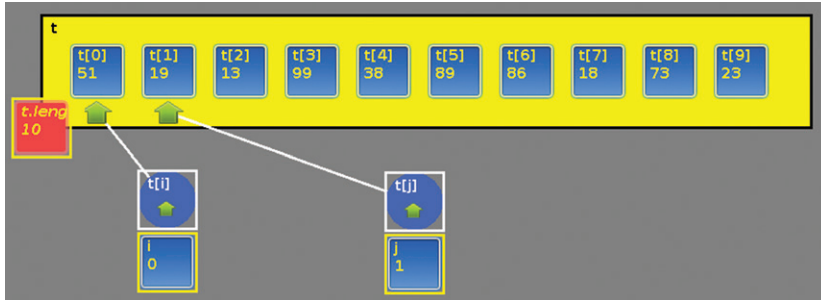 t
t[0] t[1] t[2] t[3] t[4] t[5] t[6] t[7] t[8] t[9]
51 19 13 99 38 89 86 18 73 23
t.leng
10
t[i] t[j]
i j
0 1